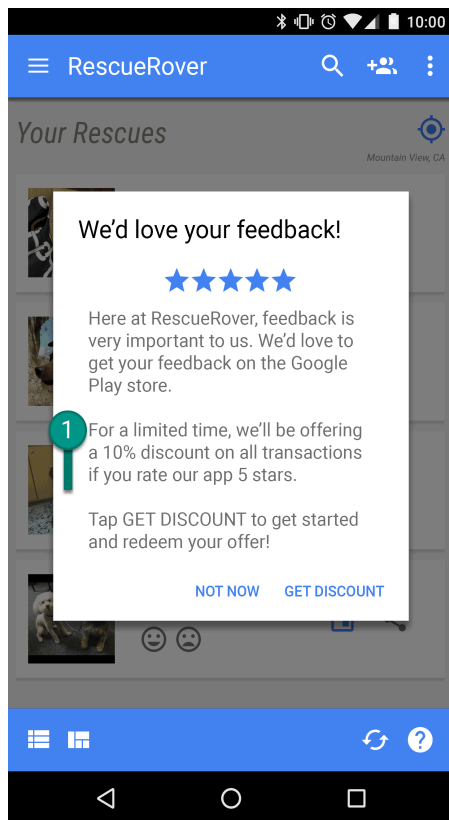 10:00
RescueRover
Your Rescues
Mountain View, CA
We'd love your feedback!
Here at RescueRover, feedback is
very important to us. We'd love to
get your feedback on the Google
Play store.
1
For a limited time, we'll be offering
a 10% discount on all transactions
if you rate our app 5 stars.
Tap GET DISCOUNT to get started
and redeem your offer!
NOT NOW GET DISCOUNT